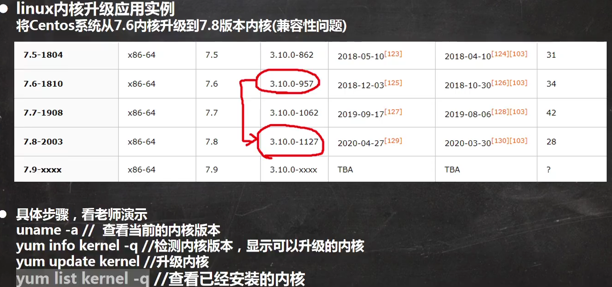 linux内核升级应用实例
将Centos系统从7.6内核升级到7.8版本内核(兼容性问题)
7.5-1804 x86-64 7.5 3.10.0-862 2018-05-10[123] 2018-04-10[124][103] 31
7.6-1810 x86-64 7.6 3.10.0-957 2018-12-03[125] 2018-10-30[126][103] 34
7.7-1908 x86-64 7.7 3.10.0-1062 2019-09-17[127] 2019-08-06[128][103] 42
7.8-2003 x86-64 7.8 3.10.0-1127 2020-04-27[129] 2020-03-30[130][103] 28
7.9-xxxx x86-64 7.9 3.10.0-xxxx TBA TBA ?
具体步骤，看老师演示
uname -a // 查看当前的内核版本
yum info kernel -q //检测内核版本，显示可以升级的内核
yum update kernel //升级内核
yum list kernel -q //查看已经安装的内核